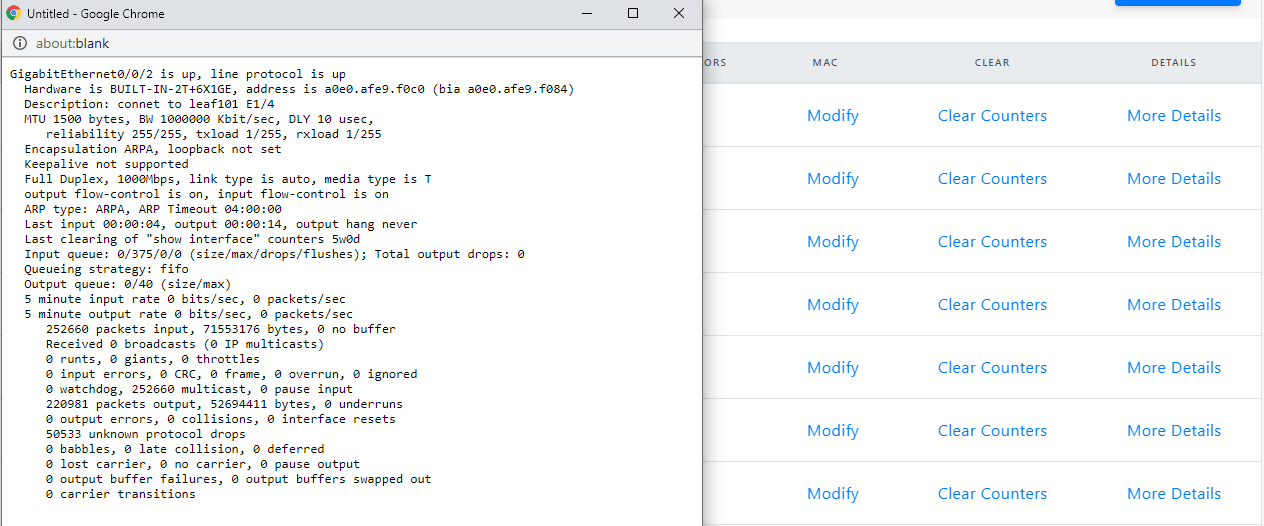 Untitled - Google Chrome
about:blank
GigabitEthernet0/0/2 is up, line protocol is up
Hardware is BUILT-IN-2T+6X1GE, address is a0e0.afe9.f0c0 (bia a0e0.afe9.f084)
Description: connet to leaf101 E1/4
MTU 1500 bytes, BW 1000000 Kbit/sec, DLY 10 usec,
reliability 255/255, txload 1/255, rxload 1/255
Encapsulation ARPA, loopback not set
Keepalive not supported
Full Duplex, 1000Mbps, link type is auto, media type is T
output flow-control is on, input flow-control is on
ARP type: ARPA, ARP Timeout 04:00:00
Last input 00:00:04, output 00:00:14, output hang never
Last clearing of "show interface" counters 5w0d
Input queue: 0/375/0/0 (size/max/drops/flushes); Total output drops: 0
Queueing strategy: fifo
Output queue: 0/40 (size/max)
5 minute input rate 0 bits/sec, 0 packets/sec
5 minute output rate 0 bits/sec, 0 packets/sec
252660 packets input, 71553176 bytes, 0 no buffer
Received 0 broadcasts (0 IP multicasts)
0 runts, 0 giants, 0 throttles
0 input errors, 0 CRC, 0 frame, 0 overrun, 0 ignored
0 watchdog, 252660 multicast, 0 pause input
220981 packets output, 52694411 bytes, 0 underruns
0 output errors, 0 collisions, 0 interface resets
50533 unknown protocol drops
0 babbles, 0 late collision, 0 deferred
0 lost carrier, 0 no carrier, 0 pause output
0 output buffer failures, 0 output buffers swapped out
0 carrier transitions
ORS MAC CLEAR DETAILS
Modify Clear Counters More Details
Modify Clear Counters More Details
Modify Clear Counters More Details
Modify Clear Counters More Details
Modify Clear Counters More Details
Modify Clear Counters More Details
Modify Clear Counters More Details